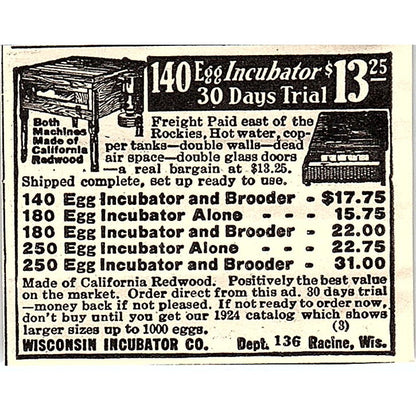 140 Egg Incubator $13.25
30 Days Trial
Both
Machines
Made of
California
Redwood
Freight Paid east of the
Rockies, Hot water, cop-
per tanks—double walls—dead
air space—double glass doors
—a real bargain at $13.25.
Shipped complete, set up ready to use.
140 Egg Incubator and Brooder - $17.75
180 Egg Incubator Alone - - - 15.75
180 Egg Incubator and Brooder - 22.00
250 Egg Incubator Alone - - - 22.75
250 Egg Incubator and Brooder - 31.00
Made of California Redwood. Positively the best value
on the market. Order direct from this ad. 30 days trial
—money back if not pleased. If not ready to order now,
don't buy until you get our 1924 catalog which shows
larger sizes up to 1000 eggs. (3)
WISCONSIN INCUBATOR CO. Dept. 136 Racine, Wis.